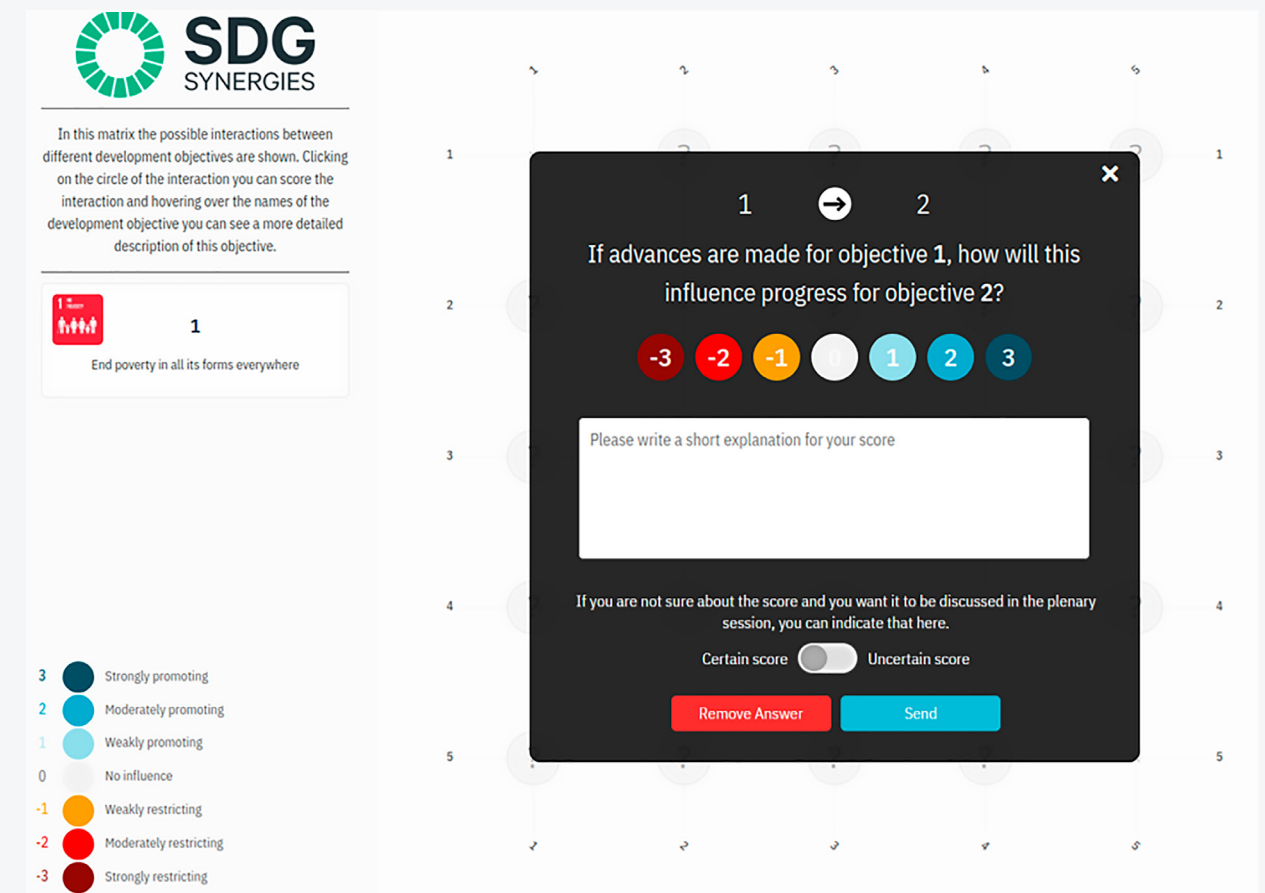 SDG
SYNERGIES
In this matrix the possible interactions between
different development objectives are shown. Clicking
on the circle of the interaction you can score the
interaction and hovering over the names of the
development objective you can see a more detailed
description of this objective.
1
1
End poverty in all its forms everywhere
3 Strongly promoting
2 Moderately promoting
1 Weakly promoting
0 No influence
-1 Weakly restricting
-2 Moderately restricting
-3 Strongly restricting
1 2 3 4 5
1 1
2 2
3 3
4 4
5 5
1 2 3 4 5
1 → 2
If advances are made for objective 1, how will this
influence progress for objective 2?
-3 -2 -1 0 1 2 3
Please write a short explanation for your score
If you are not sure about the score and you want it to be discussed in the plenary
session, you can indicate that here.
Certain score Uncertain score
Remove Answer Send